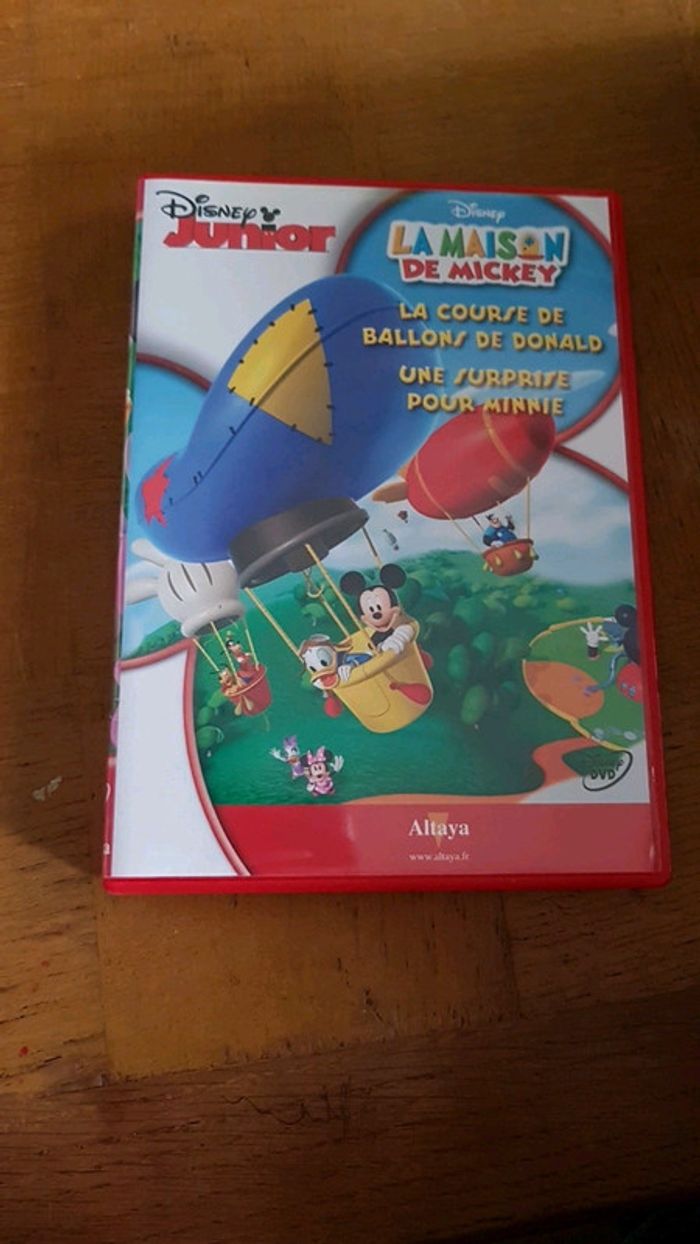 Disney
Junior
Disney
LA MAISON
DE MICKEY
LA COURSE DE
BALLONS DE DONALD
UNE SURPRISE
POUR MINNIE
Disney
DVD
Altaya
www.altaya.fr